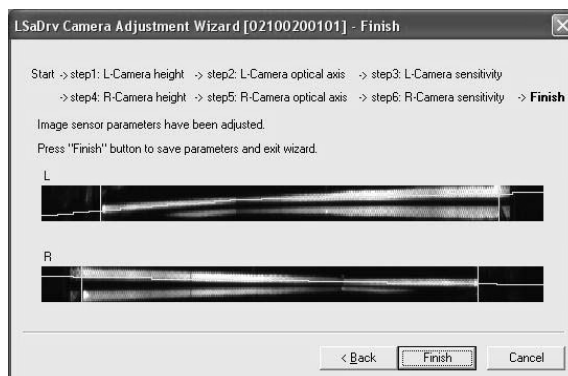 LSaDrv Camera Adjustment Wizard [02100200101] - Finish
Start -> step1: L-Camera height -> step2: L-Camera optical axis -> step3: L-Camera sensitivity
-> step4: R-Camera height -> step5: R-Camera optical axis -> step6: R-Camera sensitivity -> Finish
Image sensor parameters have been adjusted.
Press "Finish" button to save parameters and exit wizard.
L
R
< Back Finish Cancel